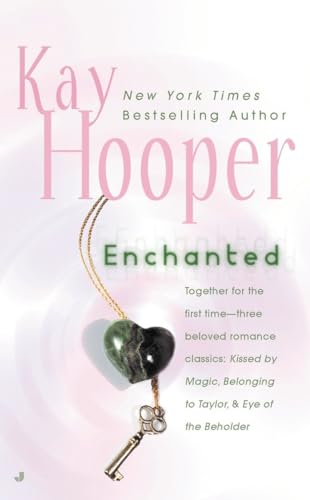 Kay
New York Times
Bestselling Author
Hooper
Enchanted
Together for the
first time—three
beloved romance
classics: Kissed by
Magic, Belonging
to Taylor, & Eye of
the Beholder
J